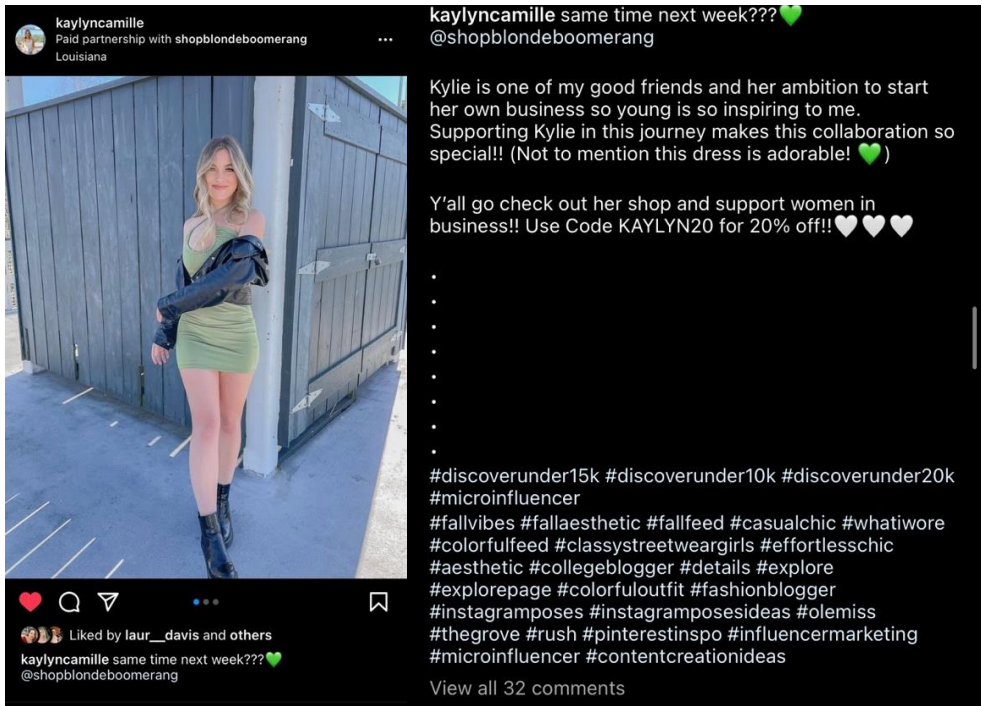 kaylyncamille
Paid partnership with shopblondeboomerang
Louisiana
Liked by laur__davis and others
kaylyncamille same time next week???💚
@shopblondeboomerang
kaylyncamille same time next week???💚
@shopblondeboomerang
Kylie is one of my good friends and her ambition to start
her own business so young is so inspiring to me.
Supporting Kylie in this journey makes this collaboration so
special!! (Not to mention this dress is adorable! 💚)
Y'all go check out her shop and support women in
business!! Use Code KAYLYN20 for 20% off!!🤍🤍🤍
.
.
.
.
.
.
.
.
#discoverunder15k #discoverunder10k #discoverunder20k
#microinfluencer
#fallvibes #fallaesthetic #fallfeed #casualchic #whatiwore
#colorfulfeed #classystreetweargirls #effortlesschic
#aesthetic #collegeblogger #details #explore
#explorepage #colorfuloutfit #fashionblogger
#instagramposes #instagramposesideas #olemiss
#thegrove #rush #pinterestinspo #influencermarketing
#microinfluencer #contentcreationideas
View all 32 comments